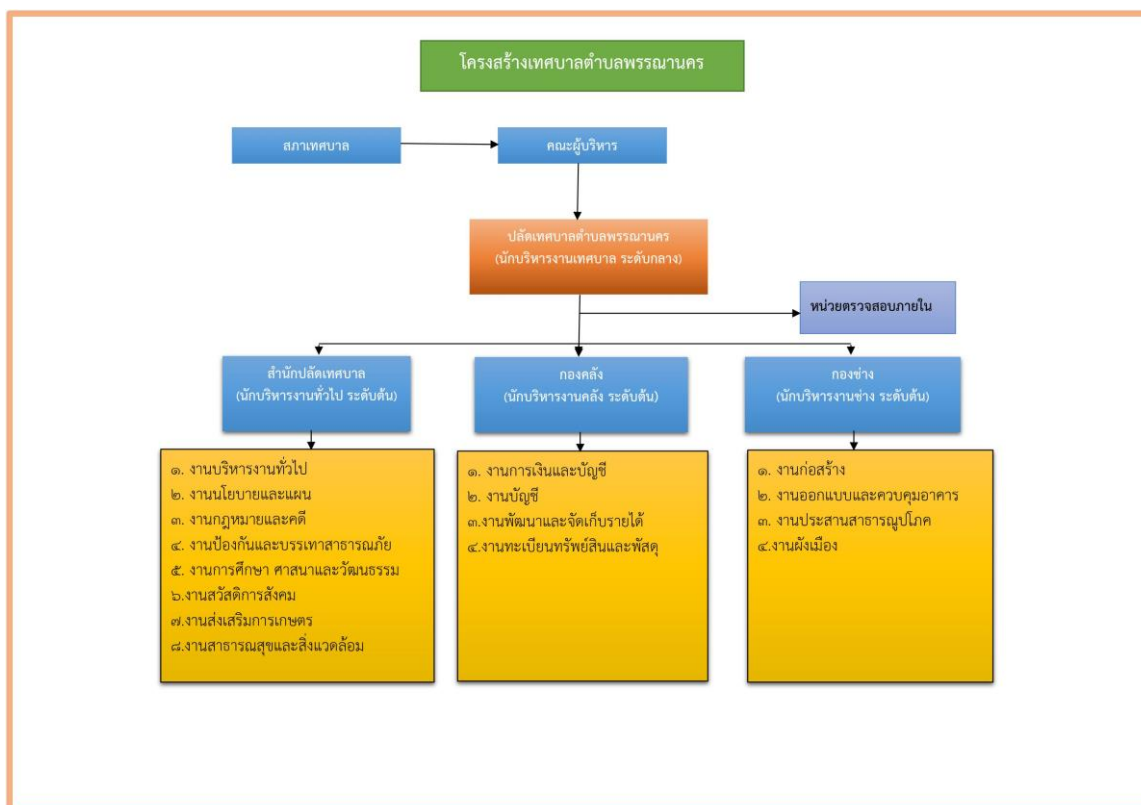 โครงสร้างเทศบาลตำบลพรรณานคร
สภาเทศบาล
คณะผู้บริหาร
ปลัดเทศบาลตำบลพรรณานคร
(นักบริหารงานเทศบาล ระดับกลาง)
หน่วยตรวจสอบภายใน
สำนักปลัดเทศบาล
(นักบริหารงานทั่วไป ระดับต้น)
กองคลัง
(นักบริหารงานคลัง ระดับต้น)
กองช่าง
(นักบริหารงานช่าง ระดับต้น)
๑. งานบริหารงานทั่วไป
๒. งานนโยบายและแผน
๓. งานกฎหมายและคดี
๔. งานป้องกันและบรรเทาสาธารณภัย
๕. งานการศึกษา ศาสนาและวัฒนธรรม
๖.งานสวัสดิการสังคม
๗.งานส่งเสริมการเกษตร
๘.งานสาธารณสุขและสิ่งแวดล้อม
๑. งานการเงินและบัญชี
๒. งานบัญชี
๓.งานพัฒนาและจัดเก็บรายได้
๔.งานทะเบียนทรัพย์สินและพัสดุ
๑. งานก่อสร้าง
๒. งานออกแบบและควบคุมอาคาร
๓. งานประสานสาธารณูปโภค
๔.งานผังเมือง